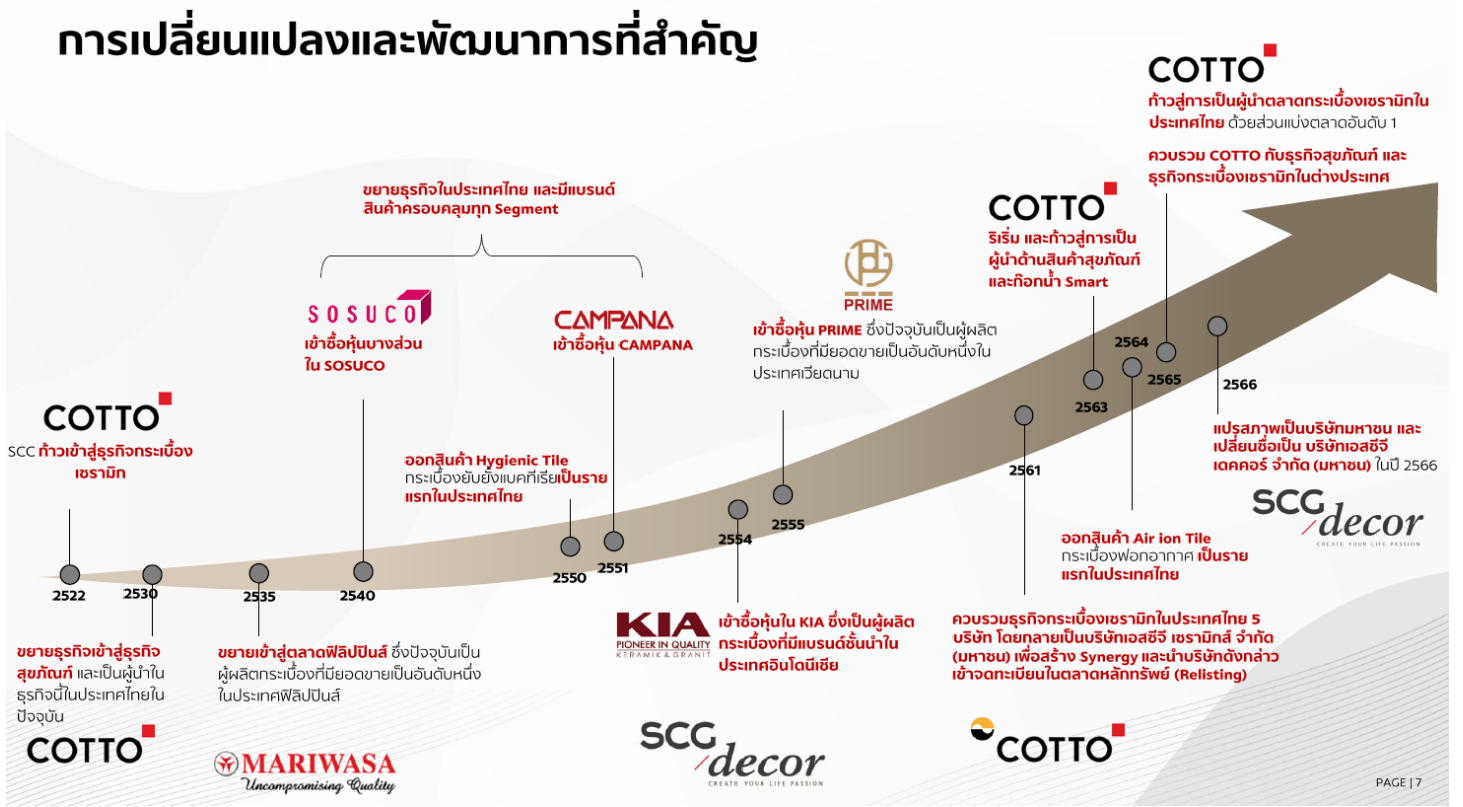 การเปลี่ยนแปลงและพัฒนาการที่สำคัญ
COTTO
ก้าวสู่การเป็นผู้นำตลาดกระเบื้องเซรามิกใน
ประเทศไทย ด้วยส่วนแบ่งตลาดอันดับ 1
ควบรวม COTTO กับธุรกิจสุขภัณฑ์ และ
ธุรกิจกระเบื้องเซรามิกในต่างประเทศ
ขยายธุรกิจในประเทศไทย และมีแบรนด์
สินค้าครอบคลุมทุก Segment
COTTO
ริเริ่ม และก้าวสู่การเป็น
ผู้นำด้านสินค้าสุขภัณฑ์
และก๊อกน้ำ Smart
SOSUCO
เข้าซื้อหุ้นบางส่วน
ใน SOSUCO
CAMPANA
เข้าซื้อหุ้น CAMPANA
PRIME
เข้าซื้อหุ้น PRIME ซึ่งปัจจุบันเป็นผู้ผลิต
กระเบื้องที่มียอดขายเป็นอันดับหนึ่งใน
ประเทศเวียดนาม
COTTO
SCC ก้าวเข้าสู่ธุรกิจกระเบื้อง
เซรามิก
ออกสินค้า Hygienic Tile
กระเบื้องยับยั้งแบคทีเรียเป็นราย
แรกในประเทศไทย
2522
2530
2535
2540
2550
2551
2554
2555
2561
2563
2564
2565
2566
แปรสภาพเป็นบริษัทมหาชน และ
เปลี่ยนชื่อเป็น บริษัทเอสซีจี
เดคคอร์ จำกัด (มหาชน) ในปี 2566
SCG
decor
CREATE YOUR LIFE PASSION
ออกสินค้า Air ion Tile
กระเบื้องฟอกอากาศ เป็นราย
แรกในประเทศไทย
ขยายธุรกิจเข้าสู่ธุรกิจ
สุขภัณฑ์ และเป็นผู้นำใน
ธุรกิจนี้ในประเทศไทยใน
ปัจจุบัน
COTTO
ขยายเข้าสู่ตลาดฟิลิปปินส์ ซึ่งปัจจุบันเป็น
ผู้ผลิตกระเบื้องที่มียอดขายเป็นอันดับหนึ่ง
ในประเทศฟิลิปปินส์
MARIWASA
Uncompromising Quality
KIA
PIONEER IN QUALITY
KERAMIK & GRANIT
เข้าซื้อหุ้นใน KIA ซึ่งเป็นผู้ผลิต
กระเบื้องที่มีแบรนด์ชั้นนำใน
ประเทศอินโดนีเซีย
SCG
decor
CREATE YOUR LIFE PASSION
ควบรวมธุรกิจกระเบื้องเซรามิกในประเทศไทย 5
บริษัท โดยกลายเป็นบริษัทเอสซีจี เซรามิกส์ จำกัด
(มหาชน) เพื่อสร้าง Synergy และนำบริษัทดังกล่าว
เข้าจดทะเบียนในตลาดหลักทรัพย์ (Relisting)
COTTO
PAGE | 7